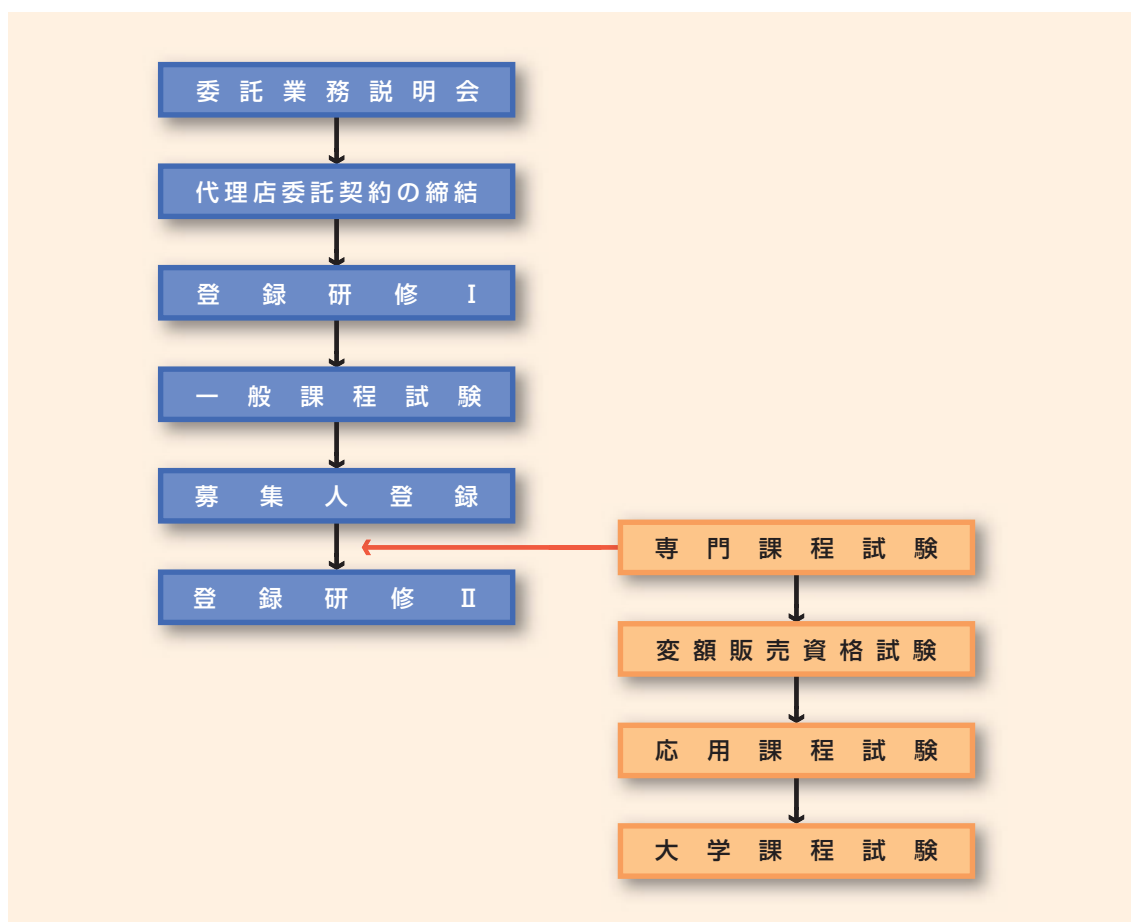 委託業務説明会
代理店委託契約の締結
登録研修Ⅰ
一般課程試験
募集人登録
登録研修Ⅱ
専門課程試験
変額販売資格試験
応用課程試験
大学課程試験